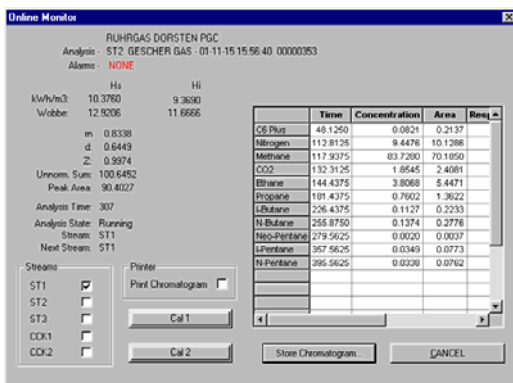 Online Monitor
RUHRGAS DORSTEN PGC
Analysis - ST2 GESCHER GAS - 01-11-15 15:56:40 00000353
Alarms - NONE
Hs Hi
kWh/m3: 10.3760 9.3690
Wobbe: 12.9206 11.6666
m 0.8338
d: 0.6449
Z: 0.9974
Unnorm. Sum: 100.6452
Peak Area: 90.4027
Analysis Time: 307
Analysis State: Running
Stream: ST1
Next Stream: ST1
Streams
ST1
ST2
ST3
CCK1
CCK2
Printer
Print Chromatogram
Cal 1
Cal 2
Time Concentration Area
C6 Plus 48.1250 0.0821 0.2137
Nitrogen 112.8125 9.4476 10.1286
Methane 117.9375 83.7280 70.1850
CO2 132.3125 1.8545 2.4081
Ethane 144.4375 3.8068 5.4471
Propane 181.4375 0.7602 1.3622
I-Butane 226.4375 0.1127 0.2233
N-Butane 255.8750 0.1374 0.2776
Neo-Pentane 279.5625 0.0020 0.0037
I-Pentane 357.5625 0.0349 0.0773
N-Pentane 395.5625 0.0338 0.0762
Store Chromatogram...
CANCEL